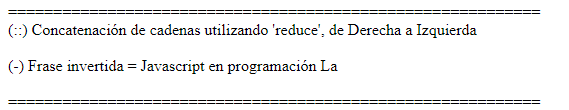 ===========================================================
(::) Concatenación de cadenas utilizando 'reduce', de Derecha a Izquierda
(-) Frase invertida = Javascript en programación La
===========================================================